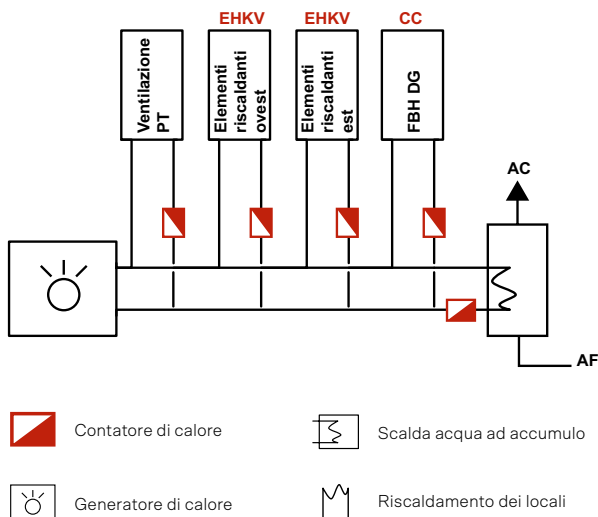 EHKV
EHKV
CC
Ventilazione
PT
Elementi
riscaldanti
ovest
Elementi
riscaldanti
est
FBH DG
AC
AF
Contatore di calore
Scalda acqua ad accumulo
Generatore di calore
Riscaldamento dei locali